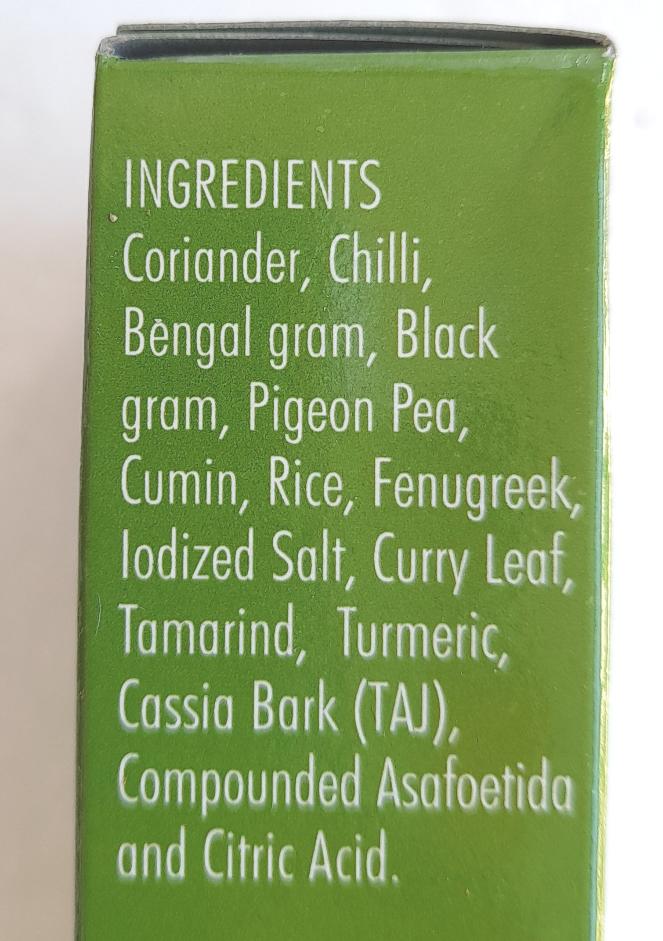 INGREDIENTS
Coriander, Chilli,
Bengal gram, Black
gram, Pigeon Pea,
Cumin, Rice, Fenugreek,
Iodized Salt, Curry Leaf,
Tamarind, Turmeric,
Cassia Bark (TAJ),
Compounded Asafoetida
and Citric Acid.